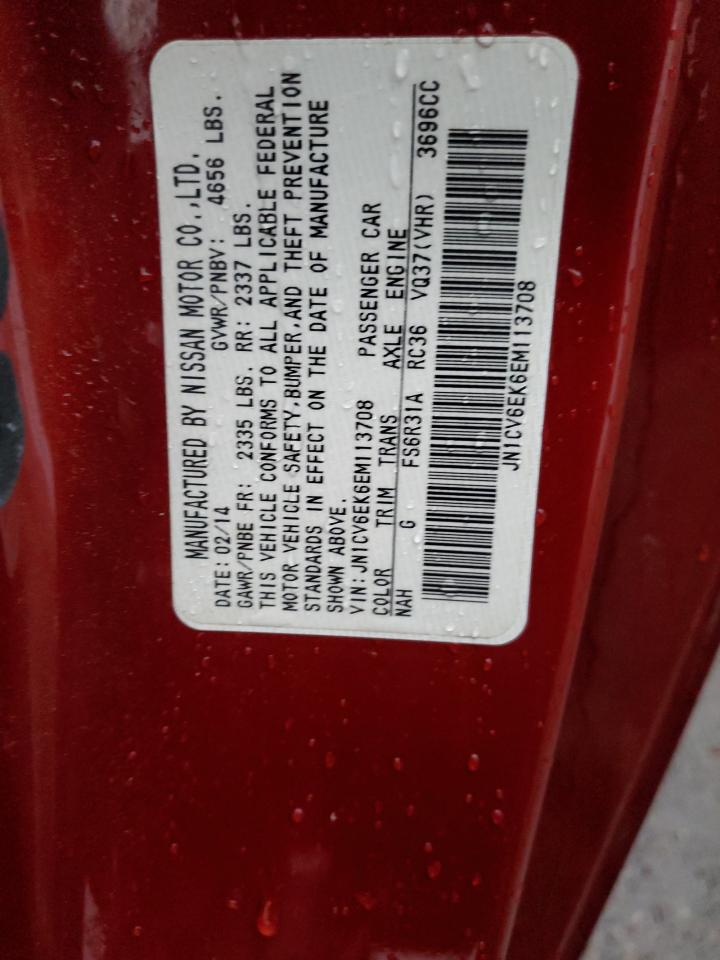 MANUFACTURED BY NISSAN MOTOR CO.,LTD.
DATE: 02/14 GVWR/PNBV: 4656 LBS.
GAWR/PNBE FR: 2335 LBS. RR: 2337 LBS.
THIS VEHICLE CONFORMS TO ALL APPLICABLE FEDERAL
MOTOR VEHICLE SAFETY,BUMPER,AND THEFT PREVENTION
STANDARDS IN EFFECT ON THE DATE OF MANUFACTURE
SHOWN ABOVE.
VIN: JN1CV6EK6EM113708 PASSENGER CAR
COLOR TRIM TRANS AXLE ENGINE
NAH G FS6R31A RC36 VQ37(VHR) 3696CC
JN1CV6EK6EM113708